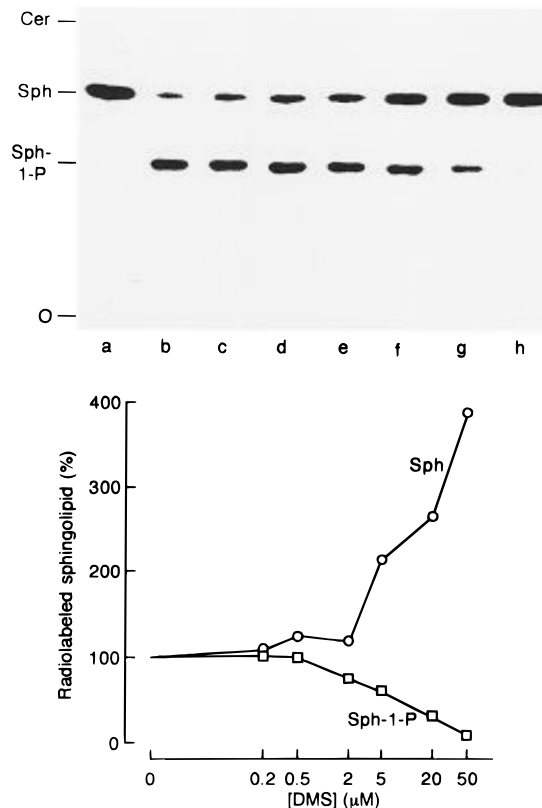 Cer
Sph
Sph-
1-P
O
a b c d e f g h
400
300
200
100
0
Radiolabeled sphingolipid (%)
Sph
Sph-1-P
0 0.2 0.5 2 5 20 50
[DMS] (μM)